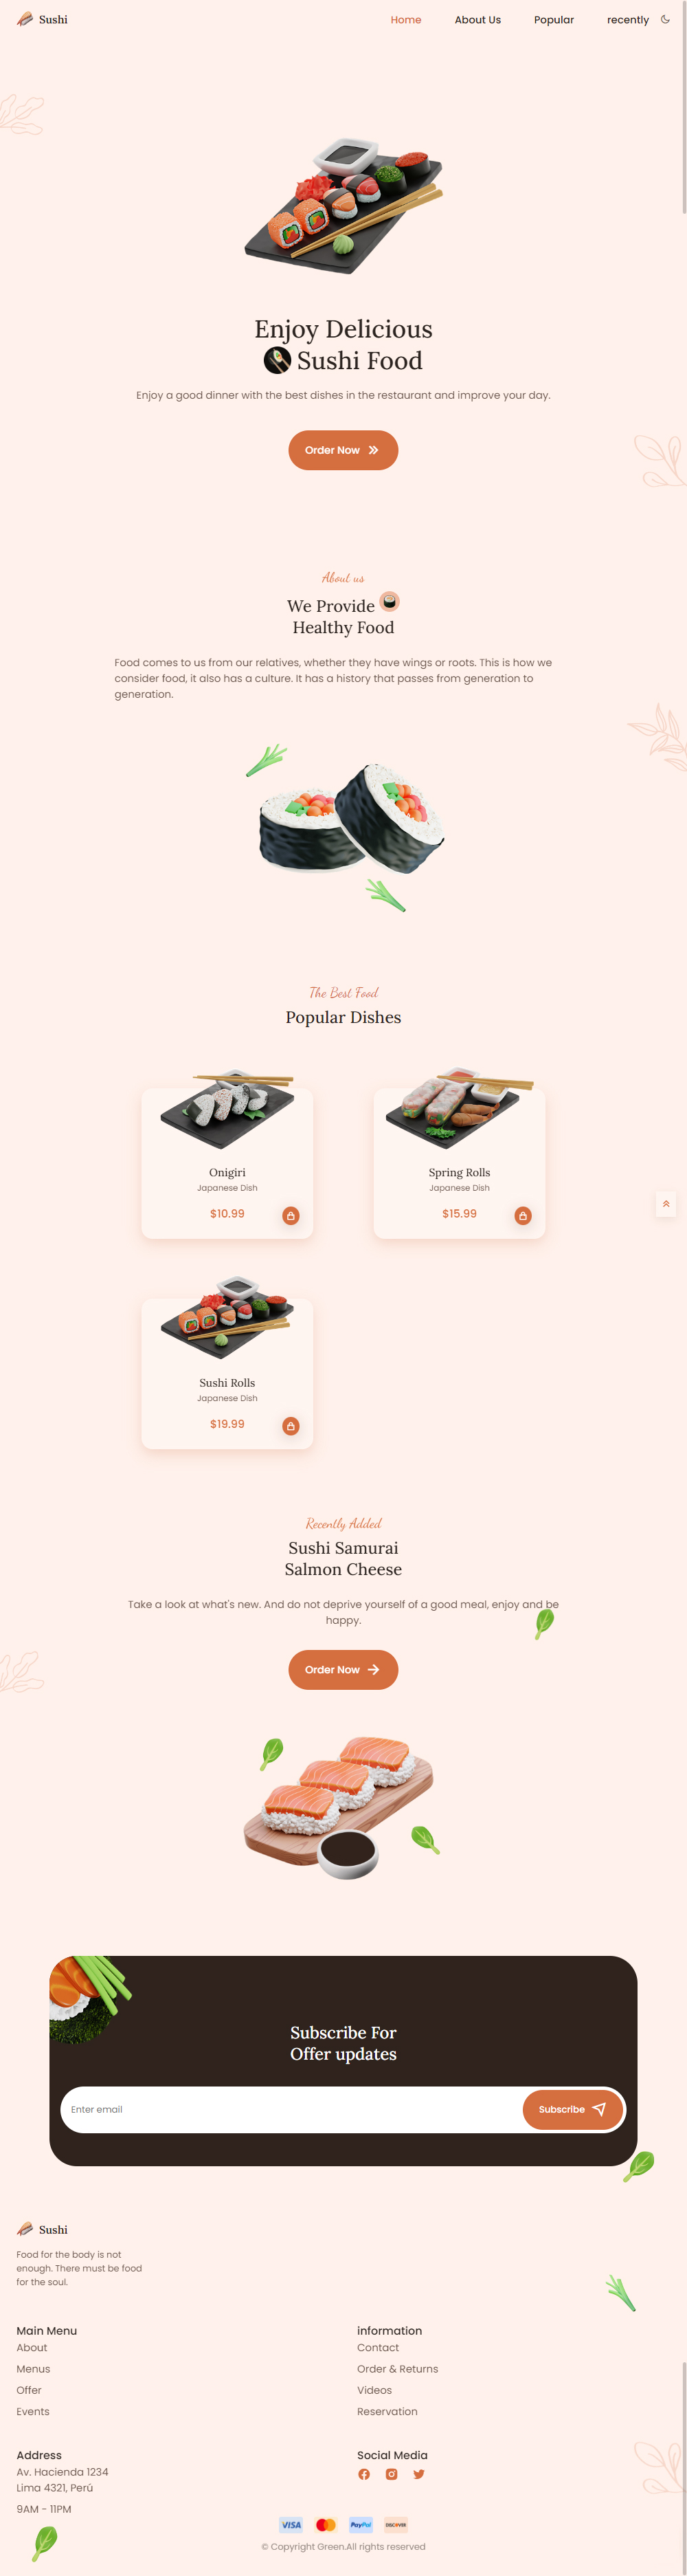 Sushi
Home About Us Popular recently
Enjoy Delicious
Sushi Food
Enjoy a good dinner with the best dishes in the restaurant and improve your day.
Order Now
About us
We Provide
Healthy Food
Food comes to us from our relatives, whether they have wings or roots. This is how we
consider food, it also has a culture. It has a history that passes from generation to
generation.
The Best Food
Popular Dishes
Onigiri
Japanese Dish
$10.99
Spring Rolls
Japanese Dish
$15.99
Sushi Rolls
Japanese Dish
$19.99
Recently Added
Sushi Samurai
Salmon Cheese
Take a look at what's new. And do not deprive yourself of a good meal, enjoy and be
happy.
Order Now
Subscribe For
Offer updates
Enter email
Subscribe
Sushi
Food for the body is not
enough. There must be food
for the soul.
Main Menu
About
Menus
Offer
Events
information
Contact
Order & Returns
Videos
Reservation
Address
Av. Hacienda 1234
Lima 4321, Perú
9AM - 11PM
Social Media
VISA PayPal DISCOVER
© Copyright Green.All rights reserved